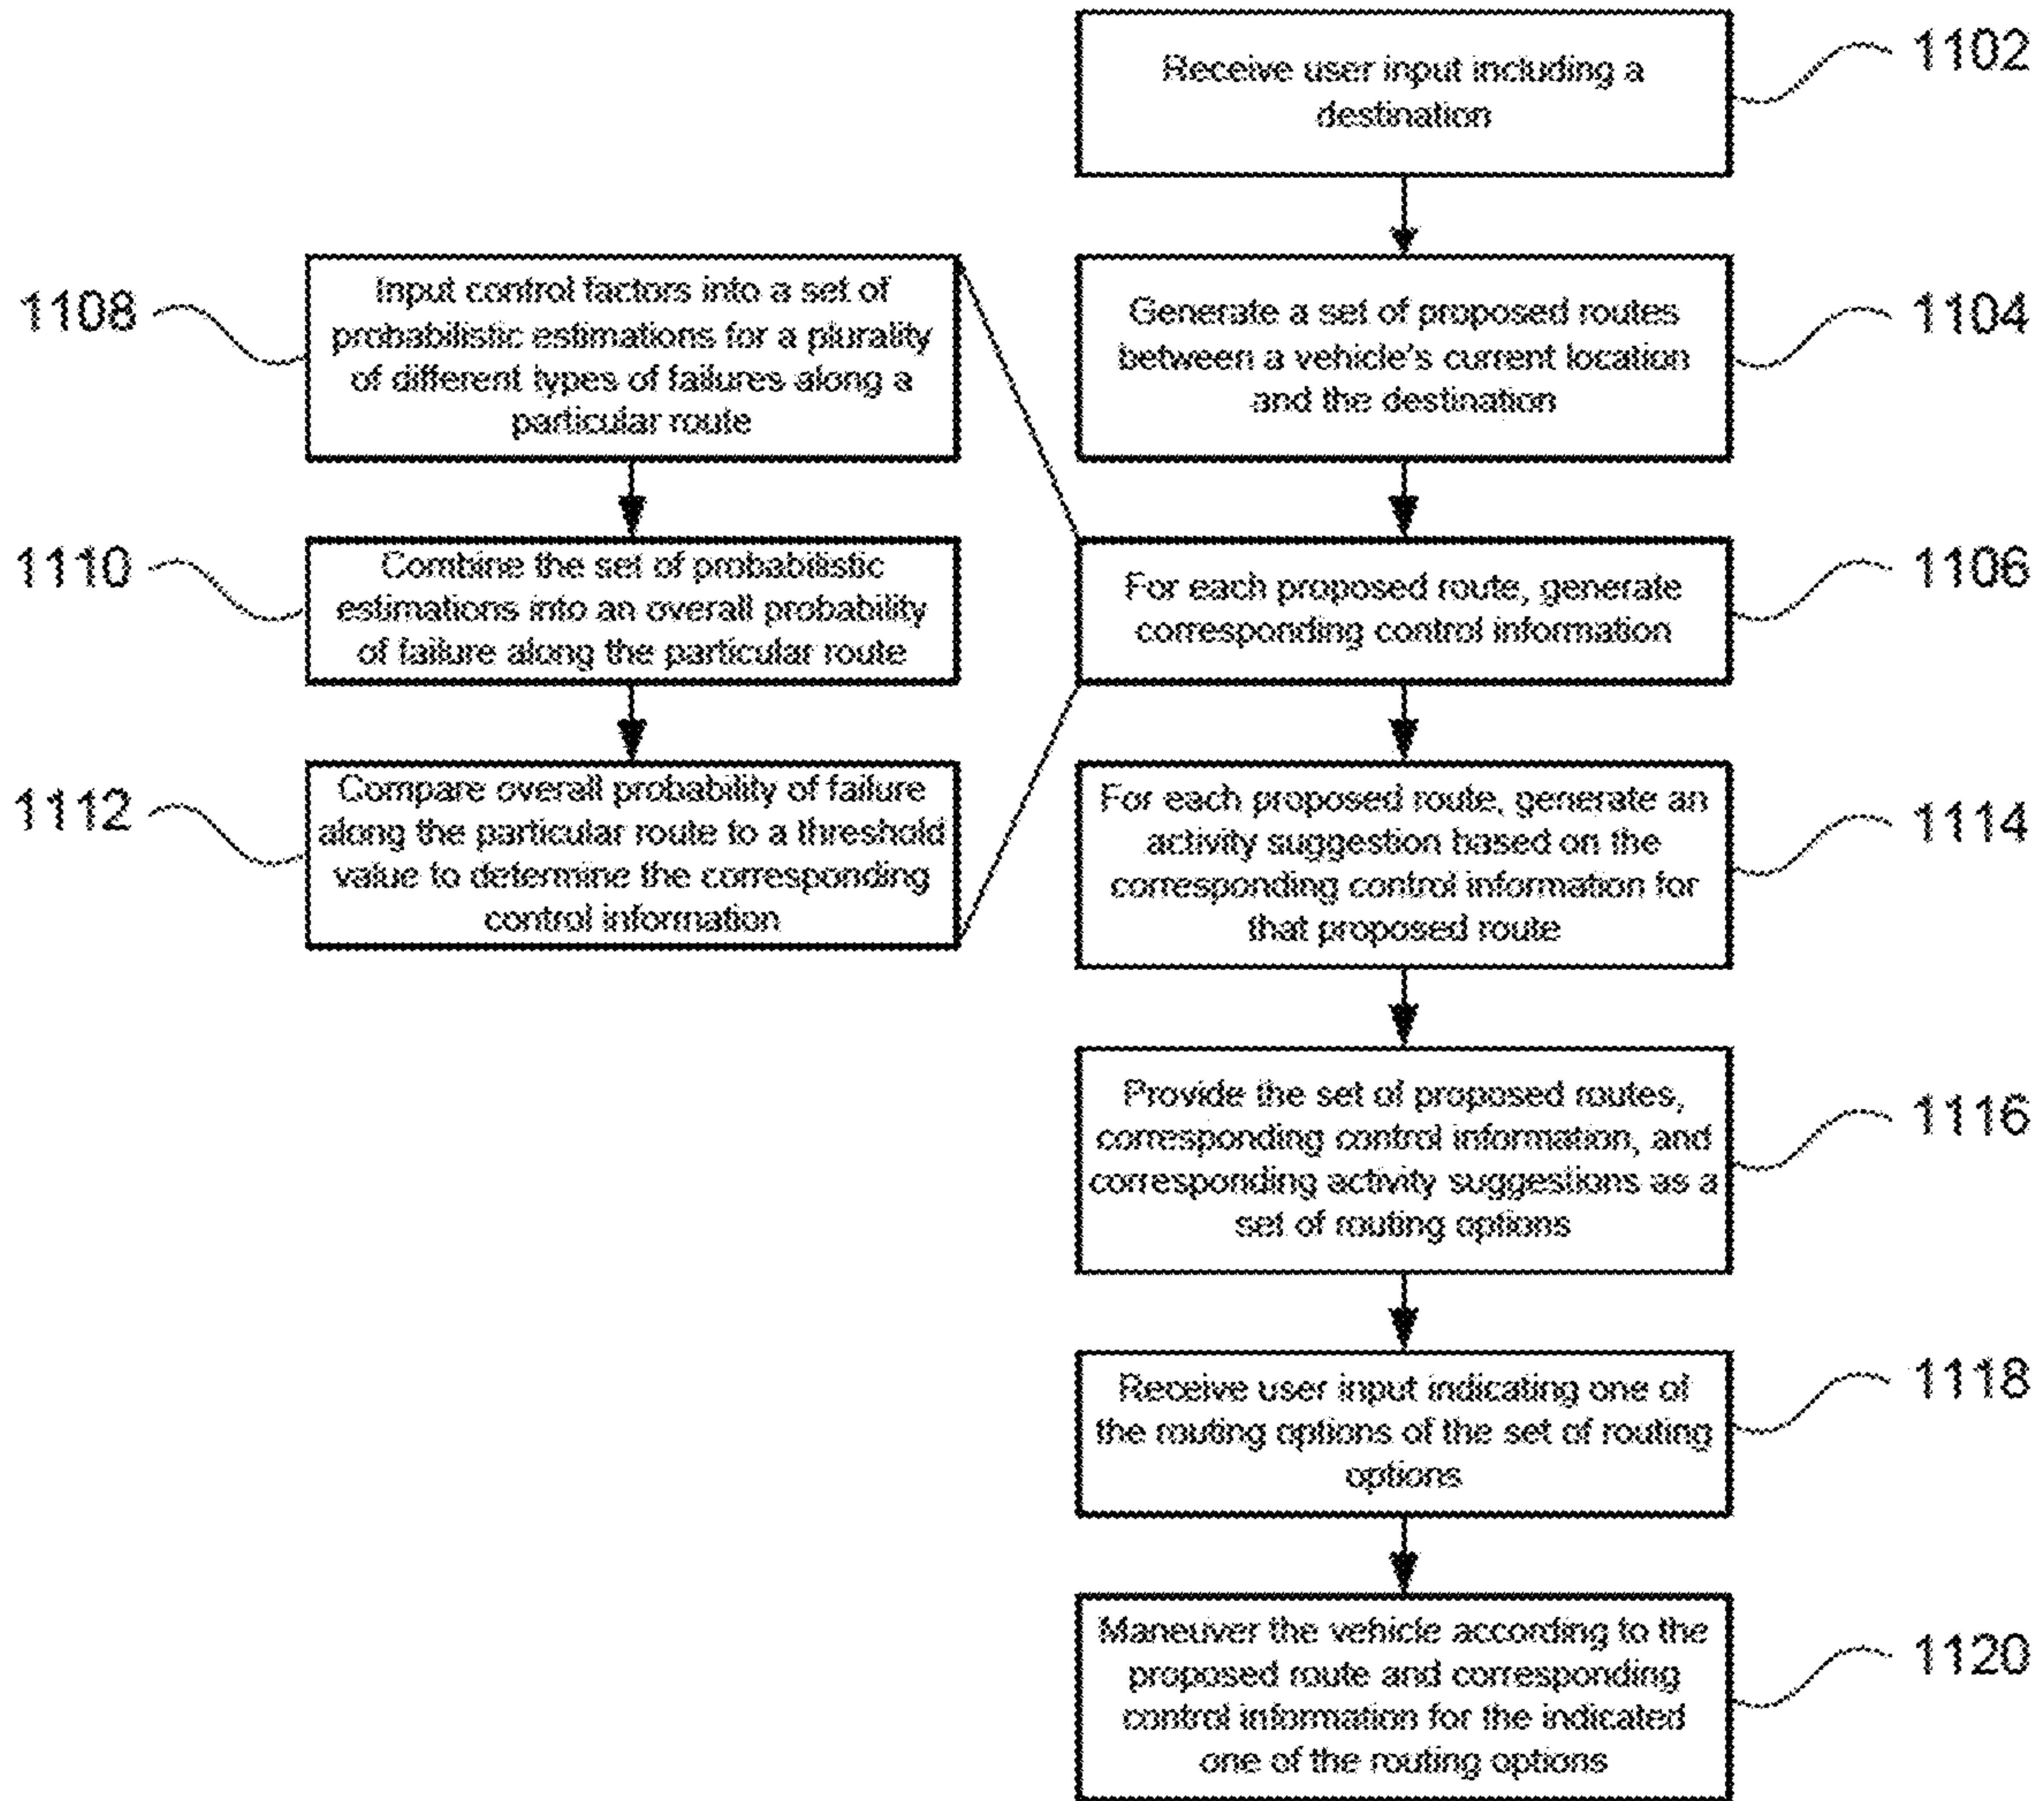 Receive user input including a
destination
1102
Generate a set of proposed routes
between a vehicle's current location
and the destination
1104
For each proposed route, generate
corresponding control information
1106
1108
Input control factors into a set of
probabilistic estimations for a plurality
of different types of failures along a
particular route
1110
Combine the set of probabilistic
estimations into an overall probability
of failure along the particular route
1112
Compare overall probability of failure
along the particular route to a threshold
value to determine the corresponding
control information
For each proposed route, generate an
activity suggestion based on the
corresponding control information for
that proposed route
1114
Provide the set of proposed routes,
corresponding control information, and
corresponding activity suggestions as a
set of routing options
1116
Receive user input indicating one of
the routing options of the set of routing
options
1118
Maneuver the vehicle according to the
proposed route and corresponding
control information for the indicated
one of the routing options
1120